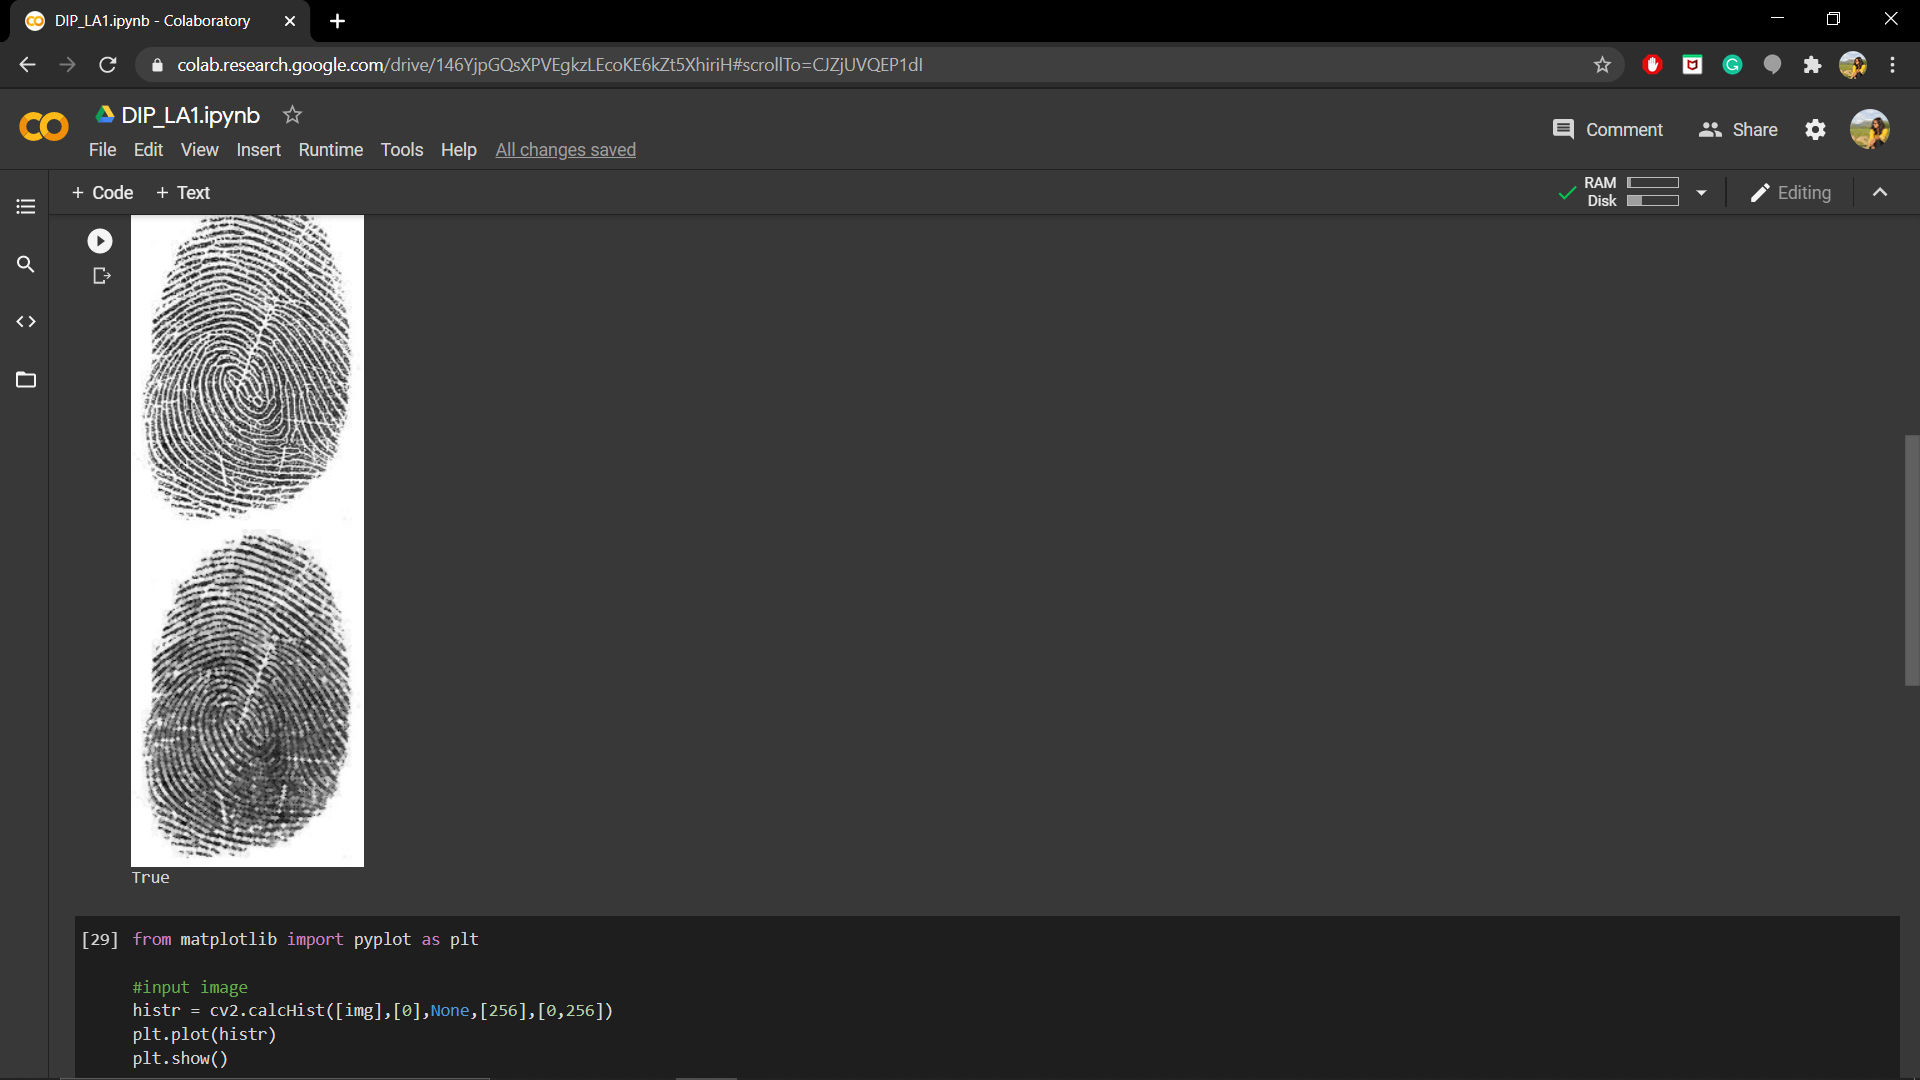 DIP_LA1.ipynb - Colaboratory
colab.research.google.com/drive/146YjpGQsXPVEgkzLEcoKE6kZt5XhiriH#scrollTo=CJZjUVQEP1dI
CO DIP_LA1.ipynb
Comment Share
File Edit View Insert Runtime Tools Help All changes saved
+ Code + Text
RAM
Disk
Editing
True
[29] from matplotlib import pyplot as plt
#input image
histr = cv2.calcHist([img],[0],None,[256],[0,256])
plt.plot(histr)
plt.show()